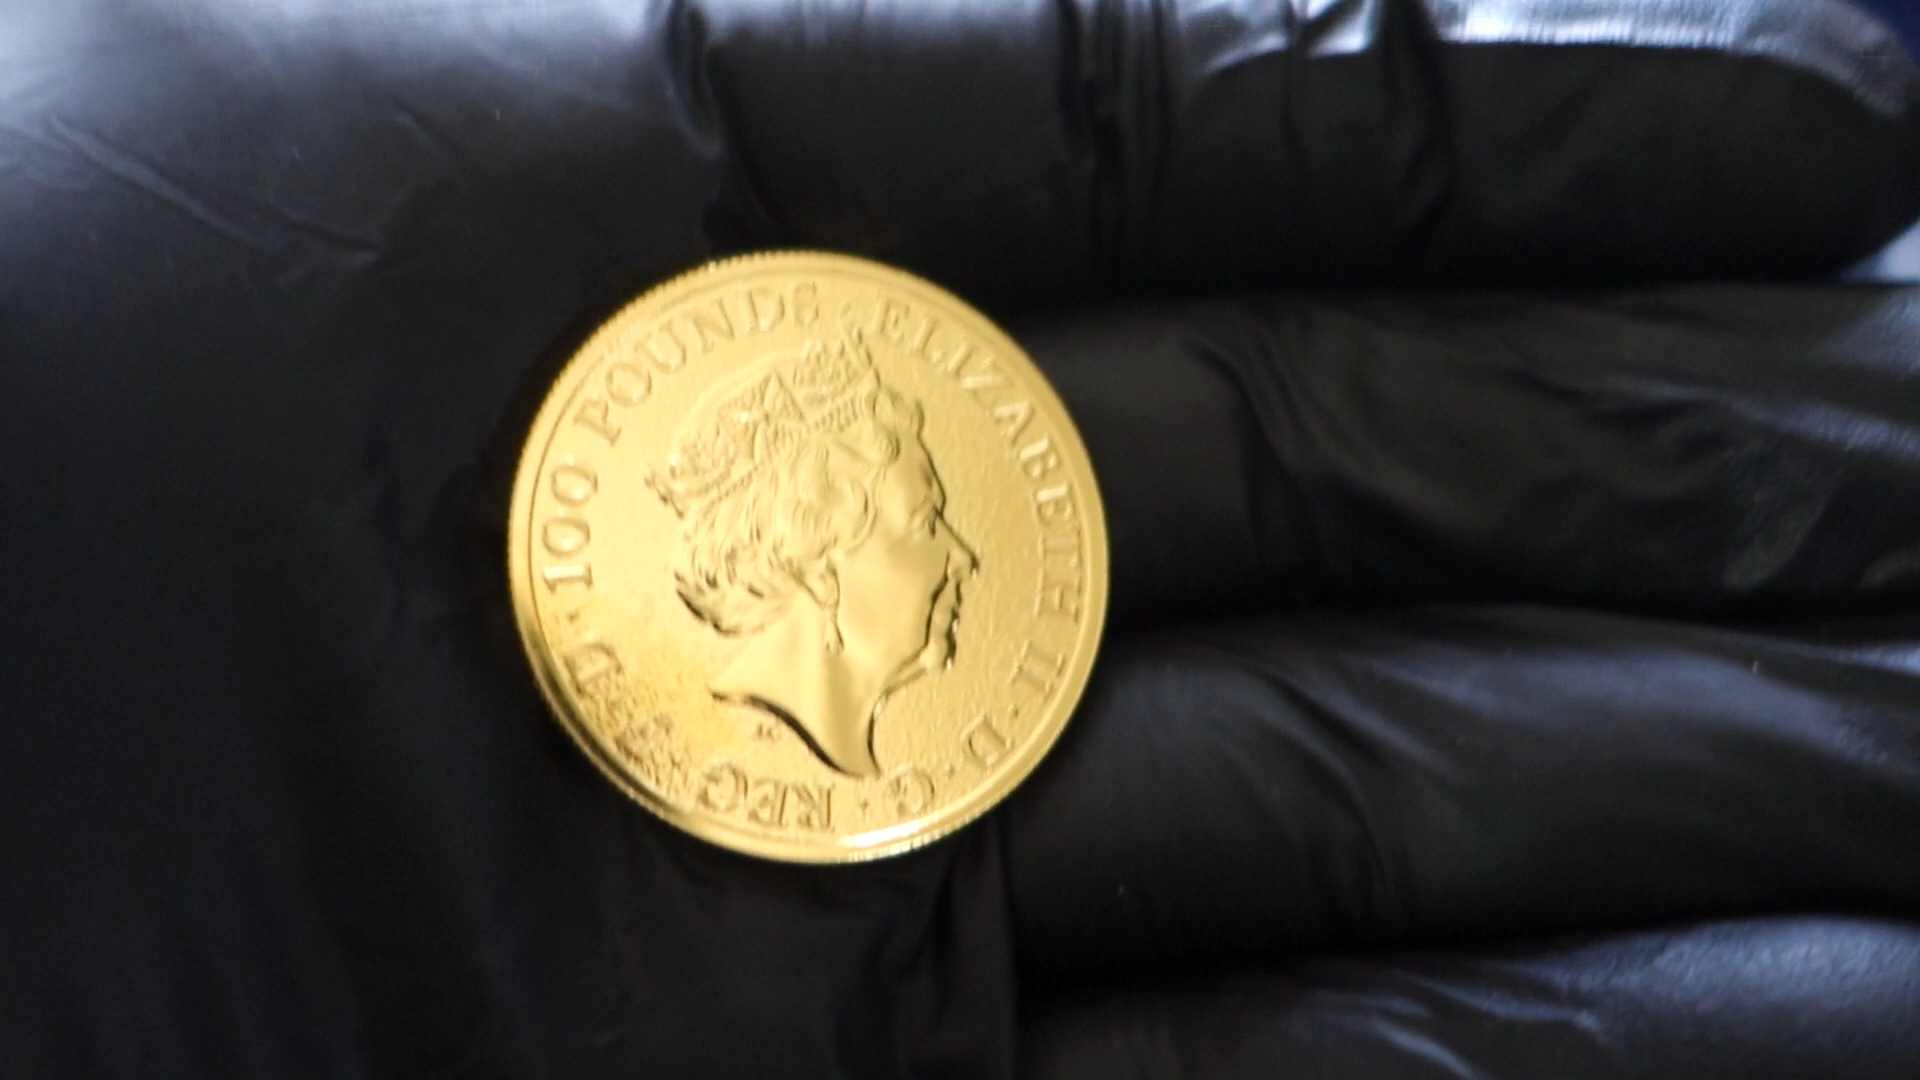 ELIZABETH II · D · G · REG · F · D · 100 POUNDS ·